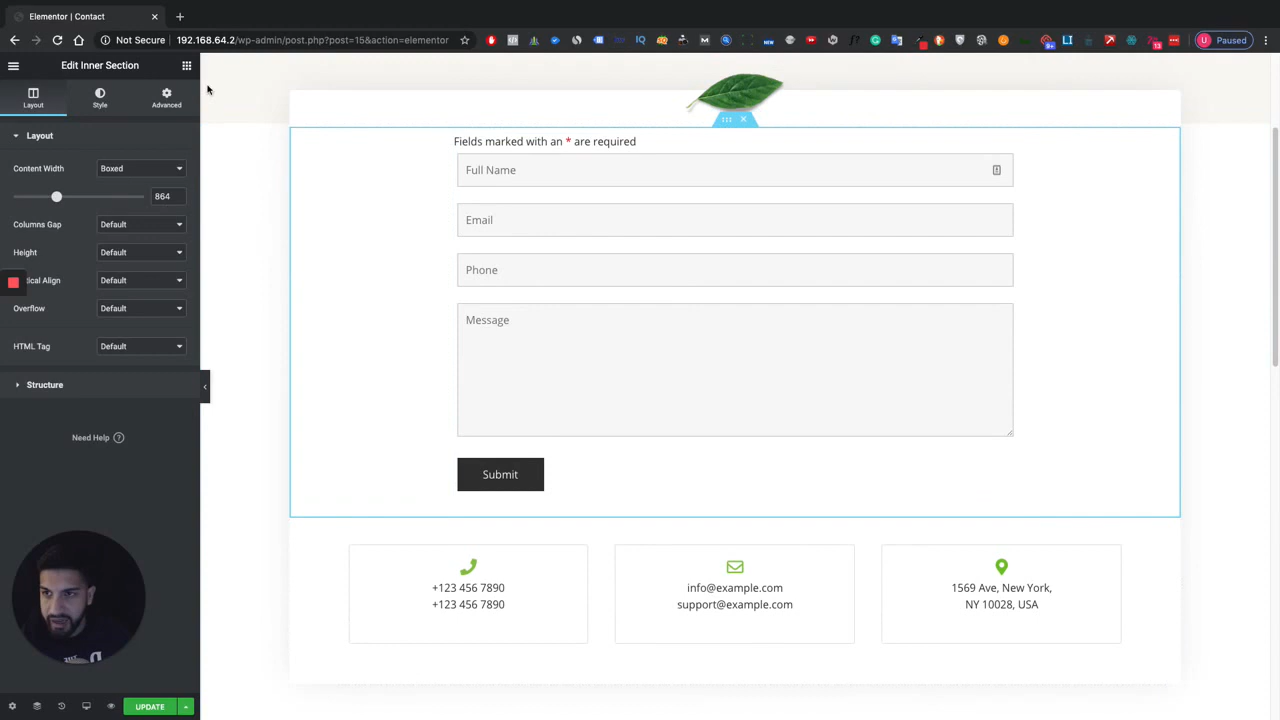 Elementor | Contact
Not Secure
192.168.64.2/wp-admin/post.php?post=15&action=elementor
Paused
Edit Inner Section
Layout
Style
Advanced
Layout
Content Width
Boxed
864
Columns Gap
Default
Height
Default
ical Align
Default
Overflow
Default
HTML Tag
Default
Structure
Need Help
UPDATE
Fields marked with an * are required
Full Name
Email
Phone
Message
Submit
+123 456 7890
+123 456 7890
info@example.com
support@example.com
1569 Ave, New York,
NY 10028, USA